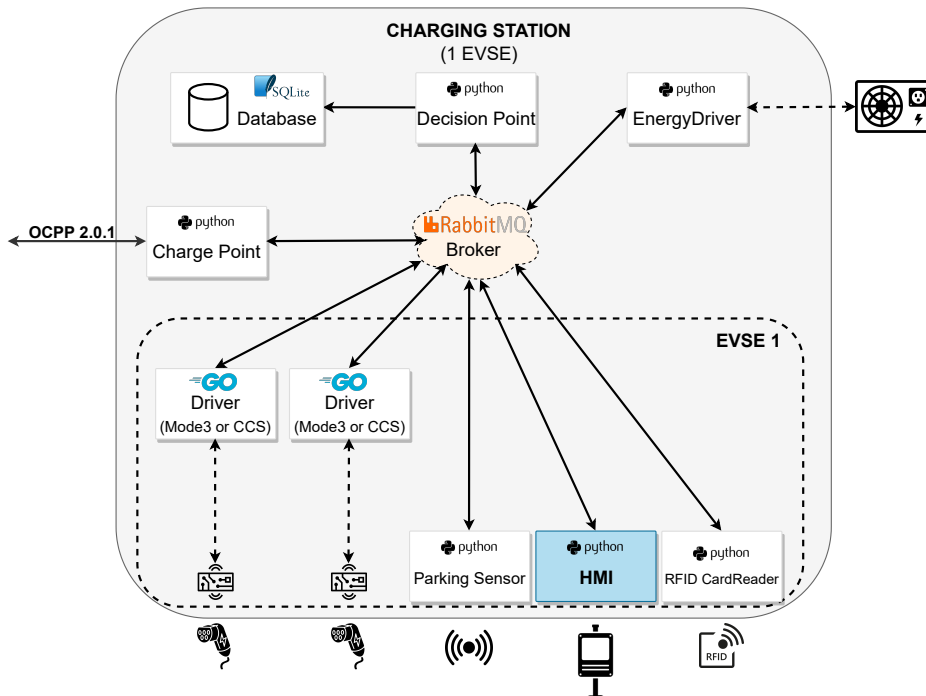 CHARGING STATION
(1 EVSE)
SQLite
Database
python
Decision Point
python
EnergyDriver
OCPP 2.0.1
python
Charge Point
RabbitMQ
Broker
EVSE 1
GO
Driver
(Mode3 or CCS)
GO
Driver
(Mode3 or CCS)
python
Parking Sensor
python
HMI
python
RFID CardReader
RFID